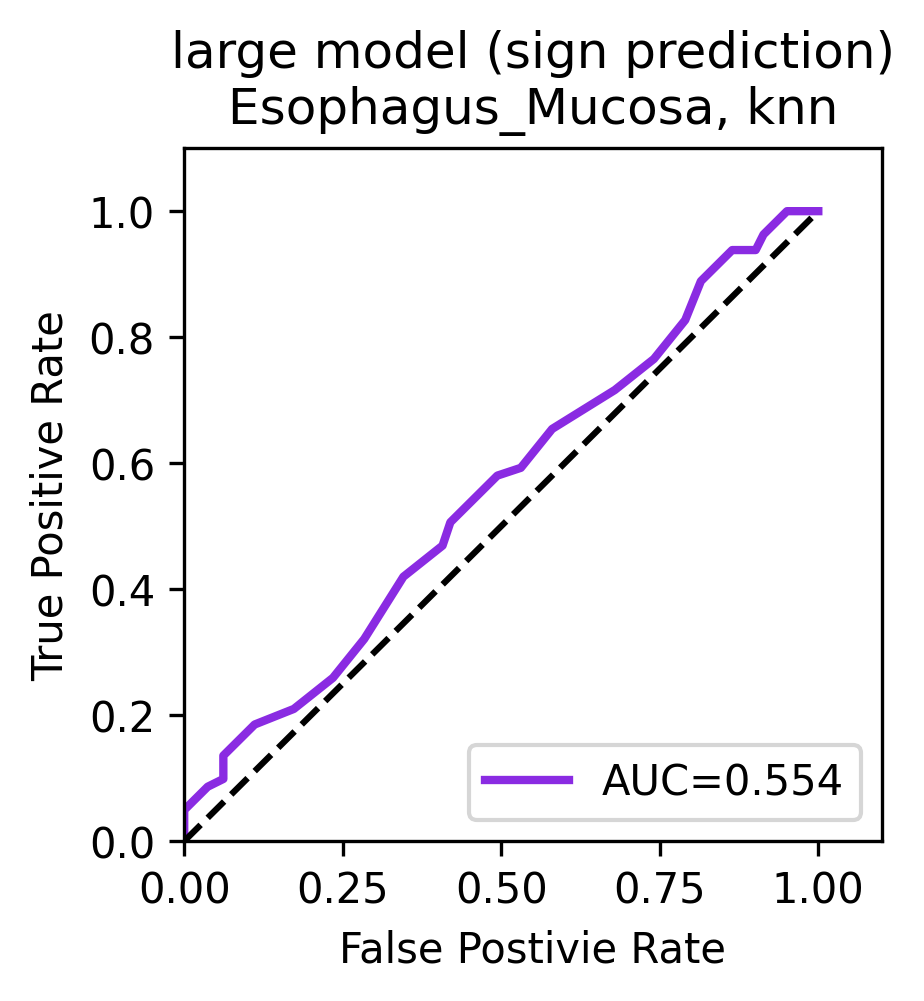 large model (sign prediction)
Esophagus_Mucosa, knn
1.0
0.8
0.6
0.4
0.2
0.0
True Positive Rate
AUC=0.554
0.00 0.25 0.50 0.75 1.00
False Postivie Rate